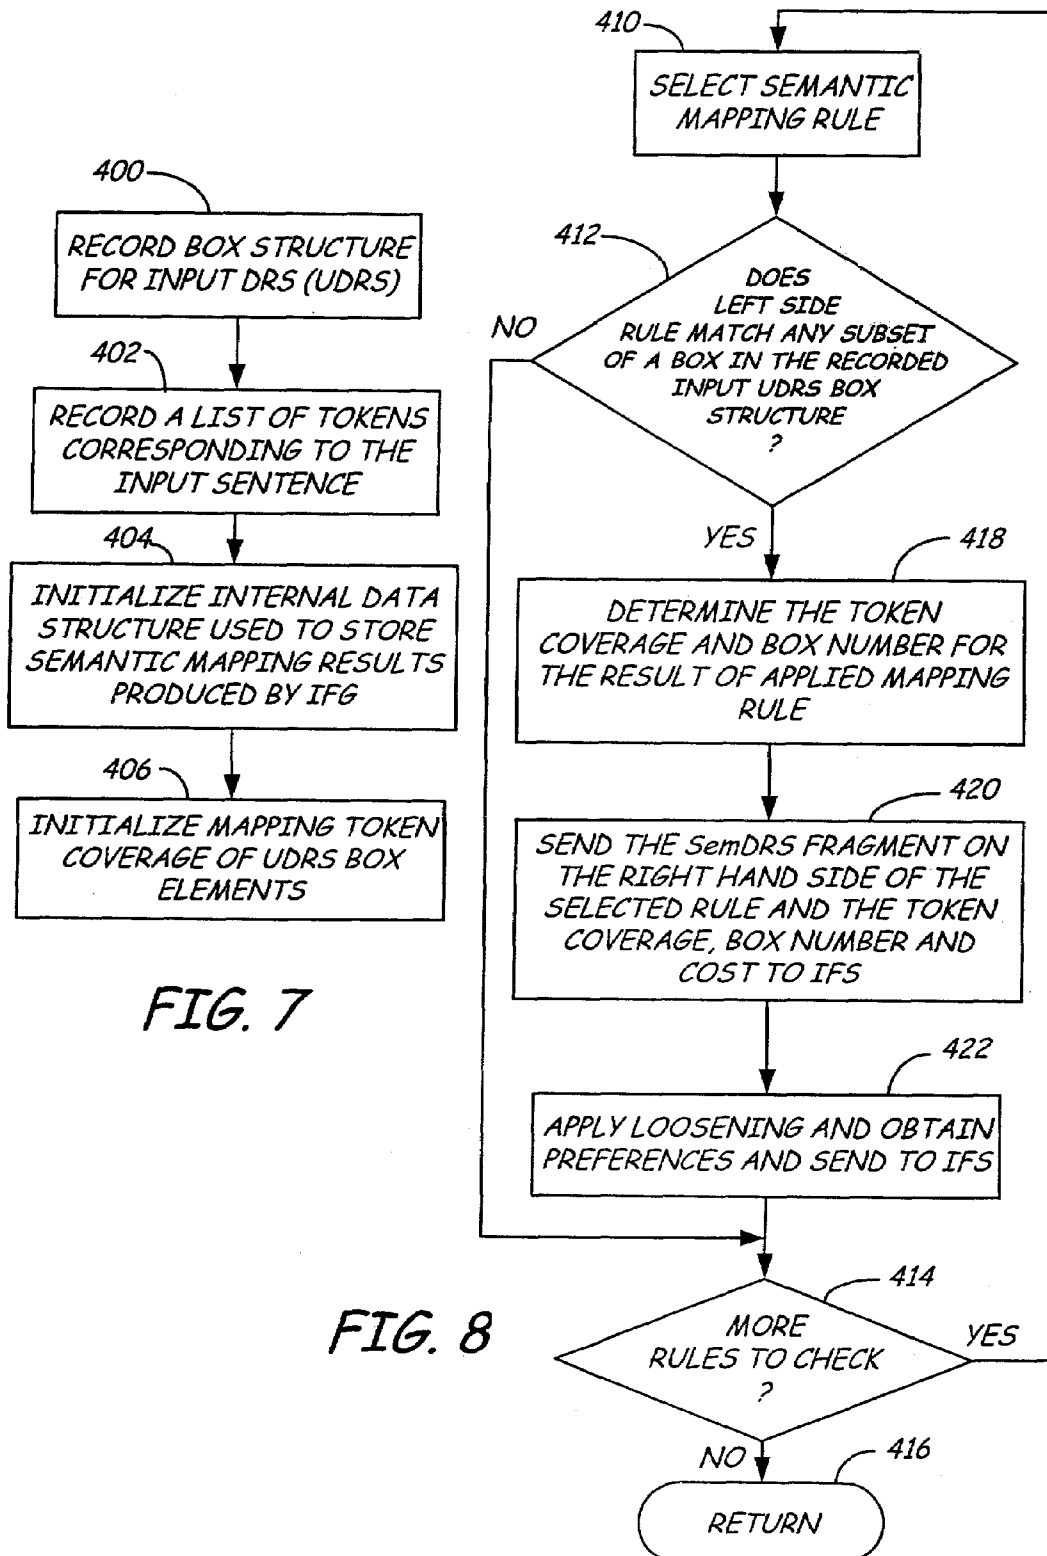 400
RECORD BOX STRUCTURE
FOR INPUT DRS (UDRS)
402
RECORD A LIST OF TOKENS
CORRESPONDING TO THE
INPUT SENTENCE
404
INITIALIZE INTERNAL DATA
STRUCTURE USED TO STORE
SEMANTIC MAPPING RESULTS
PRODUCED BY IFG
406
INITIALIZE MAPPING TOKEN
COVERAGE OF UDRS BOX
ELEMENTS
FIG. 7
410
SELECT SEMANTIC
MAPPING RULE
412
DOES
LEFT SIDE
RULE MATCH ANY SUBSET
OF A BOX IN THE RECORDED
INPUT UDRS BOX
STRUCTURE
?
NO
YES
418
DETERMINE THE TOKEN
COVERAGE AND BOX NUMBER FOR
THE RESULT OF APPLIED MAPPING
RULE
420
SEND THE SemDRS FRAGMENT ON
THE RIGHT HAND SIDE OF THE
SELECTED RULE AND THE TOKEN
COVERAGE, BOX NUMBER AND
COST TO IFS
422
APPLY LOOSENING AND OBTAIN
PREFERENCES AND SEND TO IFS
414
MORE
RULES TO CHECK
?
YES
NO
416
RETURN
FIG. 8